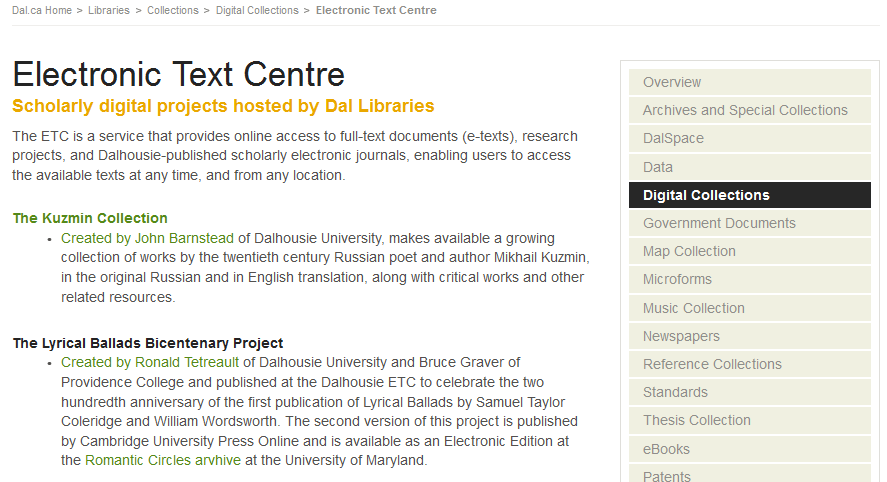 Dal.ca Home > Libraries > Collections > Digital Collections > Electronic Text Centre
Electronic Text Centre
Scholarly digital projects hosted by Dal Libraries
The ETC is a service that provides online access to full-text documents (e-texts), research
projects, and Dalhousie-published scholarly electronic journals, enabling users to access
the available texts at any time, and from any location.
The Kuzmin Collection
• Created by John Barnstead of Dalhousie University, makes available a growing
collection of works by the twentieth century Russian poet and author Mikhail Kuzmin,
in the original Russian and in English translation, along with critical works and other
related resources.
The Lyrical Ballads Bicentenary Project
• Created by Ronald Tetreault of Dalhousie University and Bruce Graver of
Providence College and published at the Dalhousie ETC to celebrate the two
hundredth anniversary of the first publication of Lyrical Ballads by Samuel Taylor
Coleridge and William Wordsworth. The second version of this project is published
by Cambridge University Press Online and is available as an Electronic Edition at
the Romantic Circles arvhive at the University of Maryland.
Overview
Archives and Special Collections
DalSpace
Data
Digital Collections
Government Documents
Map Collection
Microforms
Music Collection
Newspapers
Reference Collections
Standards
Thesis Collection
eBooks
Patents